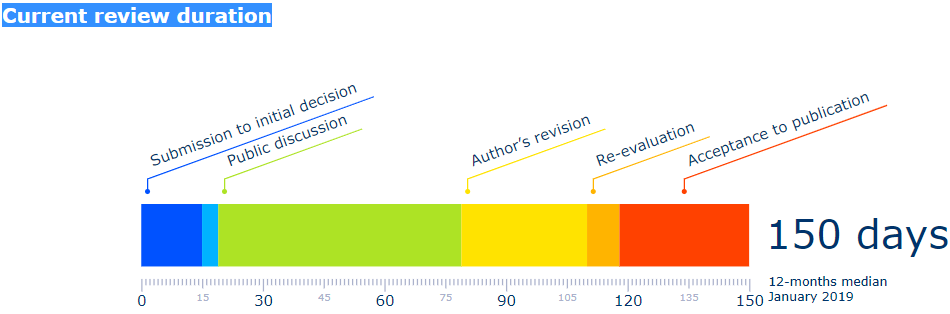 Current review duration
Submission to initial decision
Public discussion
Author’s revision
Re-evaluation
Acceptance to publication
150 days
12-months median
January 2019
0 15 30 45 60 75 90 105 120 135 150